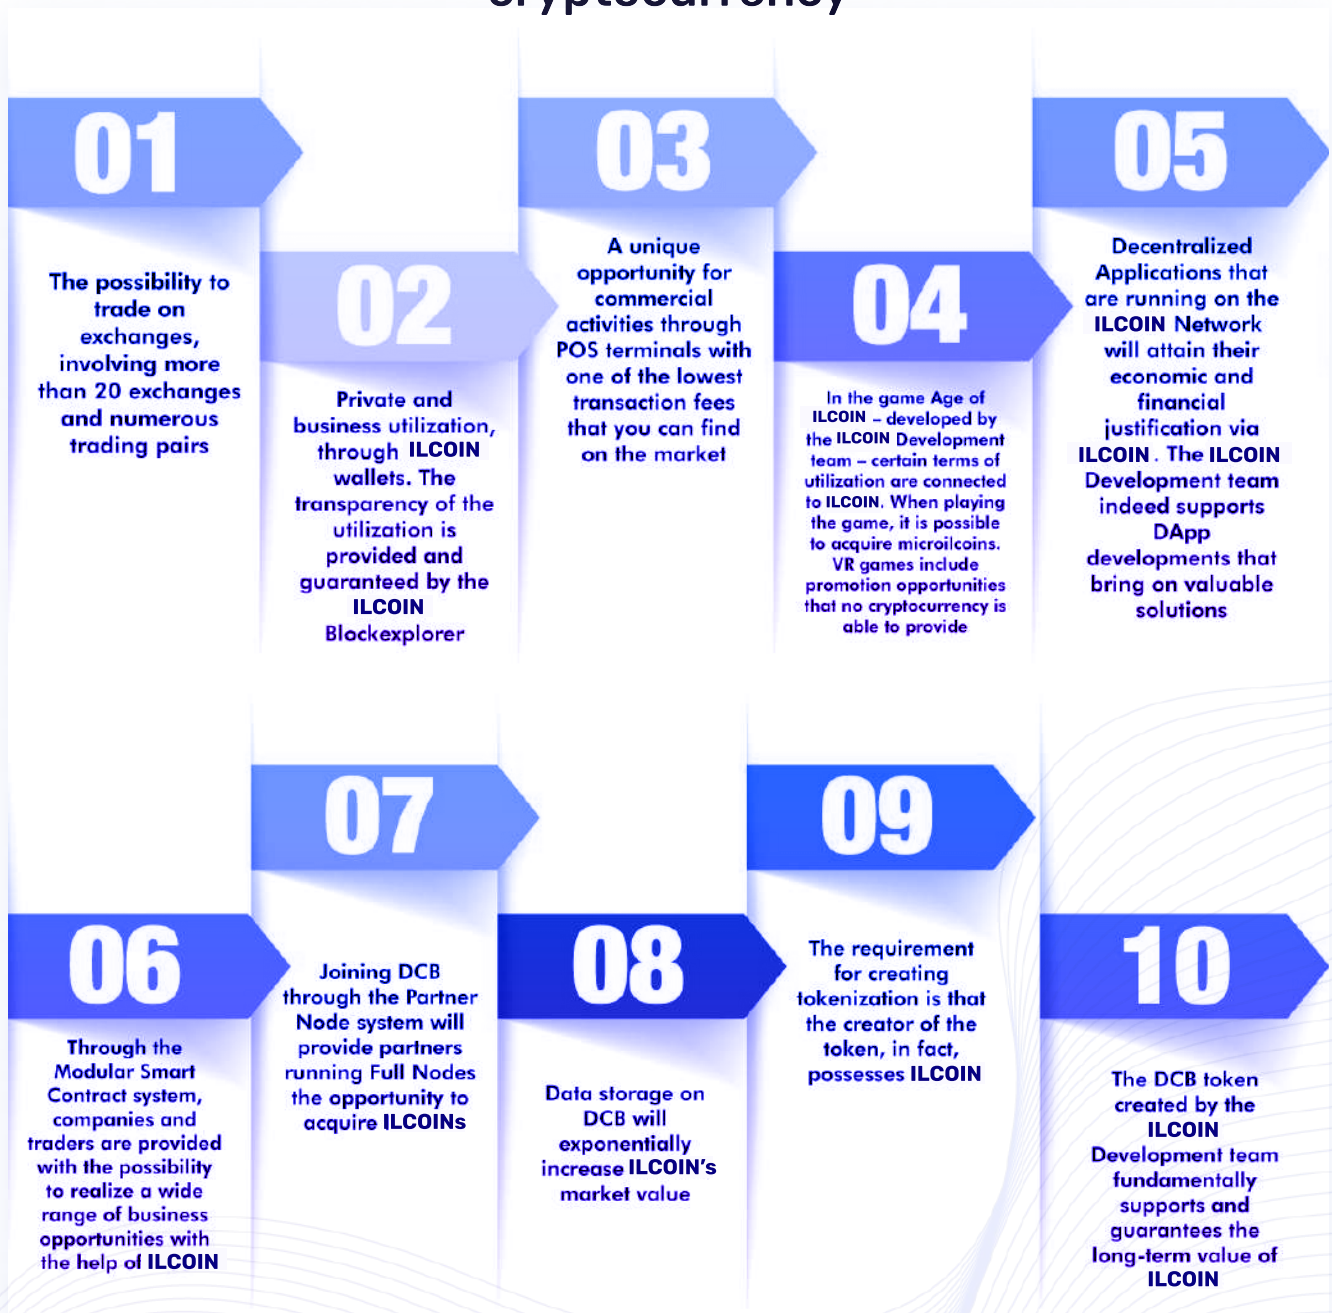 cryptocurrency
01
The possibility to
trade on
exchanges,
involving more
than 20 exchanges
and numerous
trading pairs
02
Private and
business utilization,
through ILCOIN
wallets. The
transparency of the
utilization is
provided and
guaranteed by the
ILCOIN
Blockexplorer
03
A unique
opportunity for
commercial
activities through
POS terminals with
one of the lowest
transaction fees
that you can find
on the market
04
In the game Age of
ILCOIN – developed by
the ILCOIN Development
team – certain terms of
utilization are connected
to ILCOIN. When playing
the game, it is possible
to acquire microilcoins.
VR games include
promotion opportunities
that no cryptocurrency is
able to provide
05
Decentralized
Applications that
are running on the
ILCOIN Network
will attain their
economic and
financial
justification via
ILCOIN. The ILCOIN
Development team
indeed supports
DApp
developments that
bring on valuable
solutions
06
Through the
Modular Smart
Contract system,
companies and
traders are provided
with the possibility
to realize a wide
range of business
opportunities with
the help of ILCOIN
07
Joining DCB
through the Partner
Node system will
provide partners
running Full Nodes
the opportunity to
acquire ILCOINs
08
Data storage on
DCB will
exponentially
increase ILCOIN's
market value
09
The requirement
for creating
tokenization is that
the creator of the
token, in fact,
possesses ILCOIN
10
The DCB token
created by the
ILCOIN
Development team
fundamentally
supports and
guarantees the
long-term value of
ILCOIN